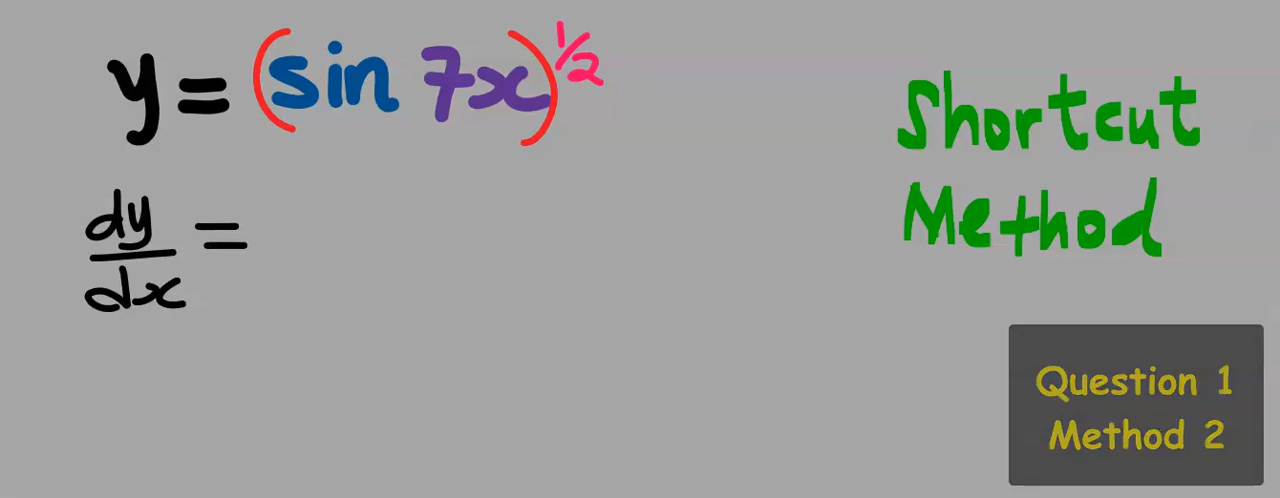 y = (sin 7x)^1/2
Shortcut
Method
dy/dx =
Question 1
Method 2